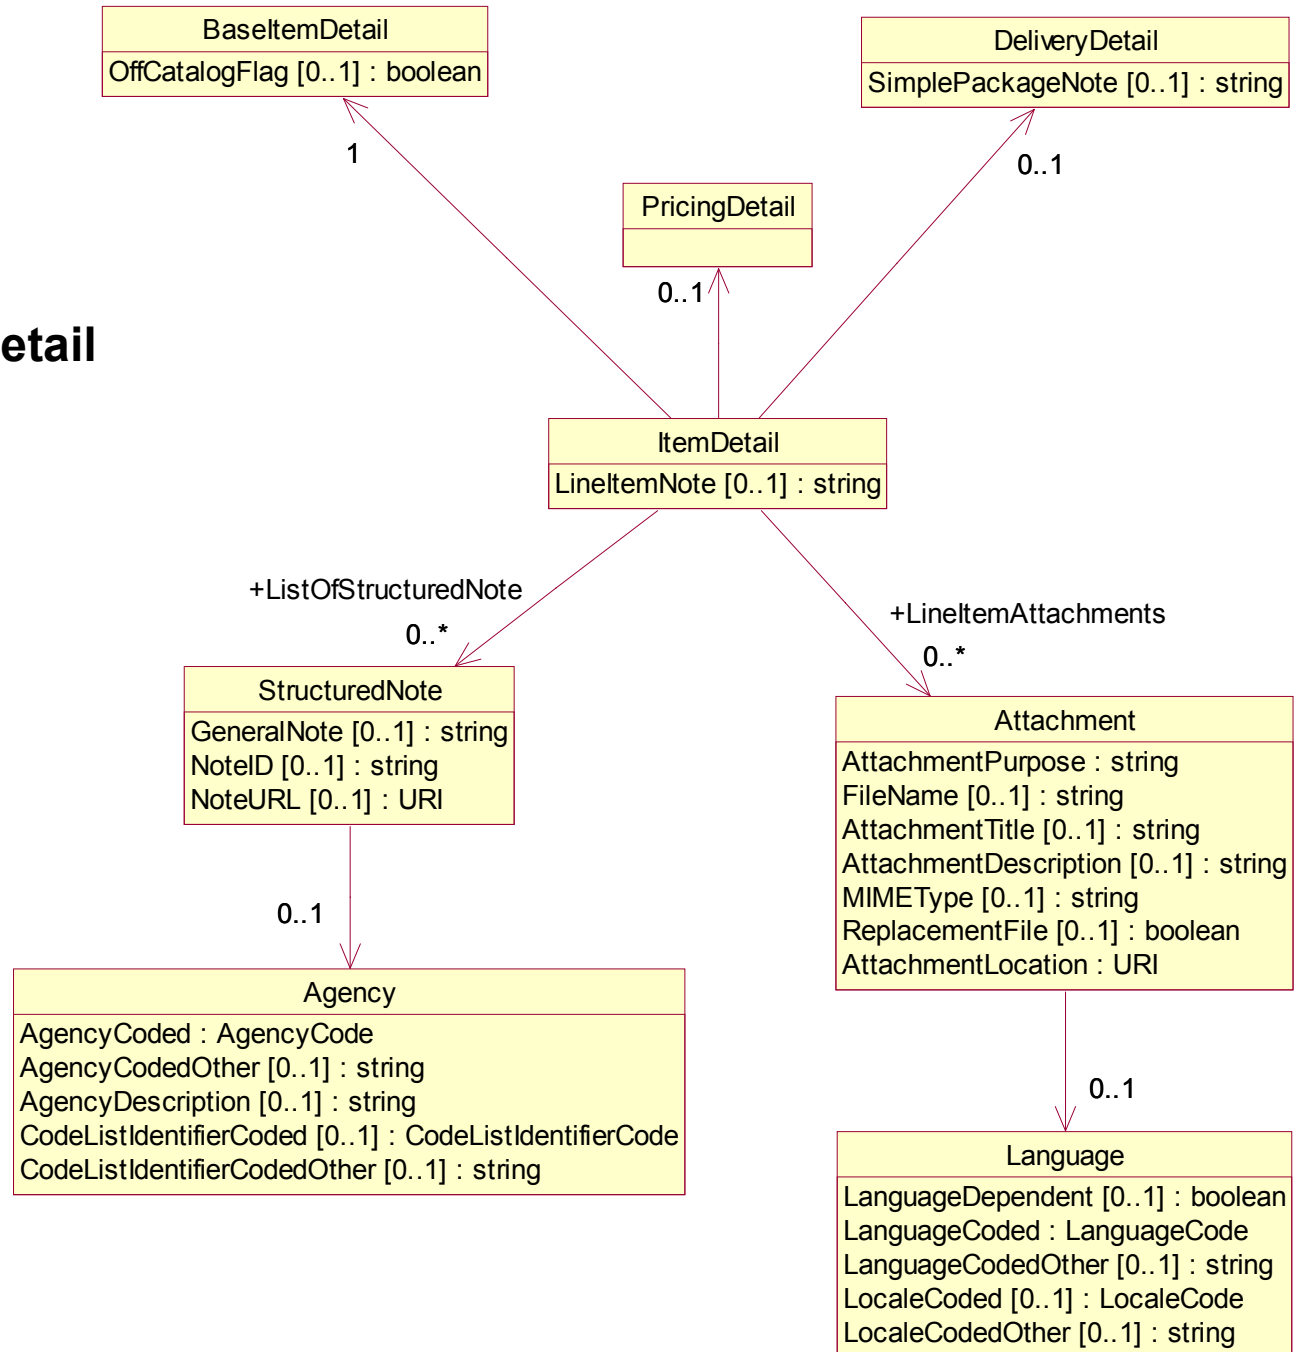 BaseItemDetail
OffCatalogFlag [0..1] : boolean
DeliveryDetail
SimplePackageNote [0..1] : string
1
0..1
PricingDetail
0..1
etail
ItemDetail
LineItemNote [0..1] : string
+ListOfStructuredNote
0..*
+LineItemAttachments
0..*
StructuredNote
GeneralNote [0..1] : string
NoteID [0..1] : string
NoteURL [0..1] : URI
Attachment
AttachmentPurpose : string
FileName [0..1] : string
AttachmentTitle [0..1] : string
AttachmentDescription [0..1] : string
MIMEType [0..1] : string
ReplacementFile [0..1] : boolean
AttachmentLocation : URI
0..1
Agency
AgencyCoded : AgencyCode
AgencyCodedOther [0..1] : string
AgencyDescription [0..1] : string
CodeListIdentifierCoded [0..1] : CodeListIdentifierCode
CodeListIdentifierCodedOther [0..1] : string
0..1
Language
LanguageDependent [0..1] : boolean
LanguageCoded : LanguageCode
LanguageCodedOther [0..1] : string
LocaleCoded [0..1] : LocaleCode
LocaleCodedOther [0..1] : string